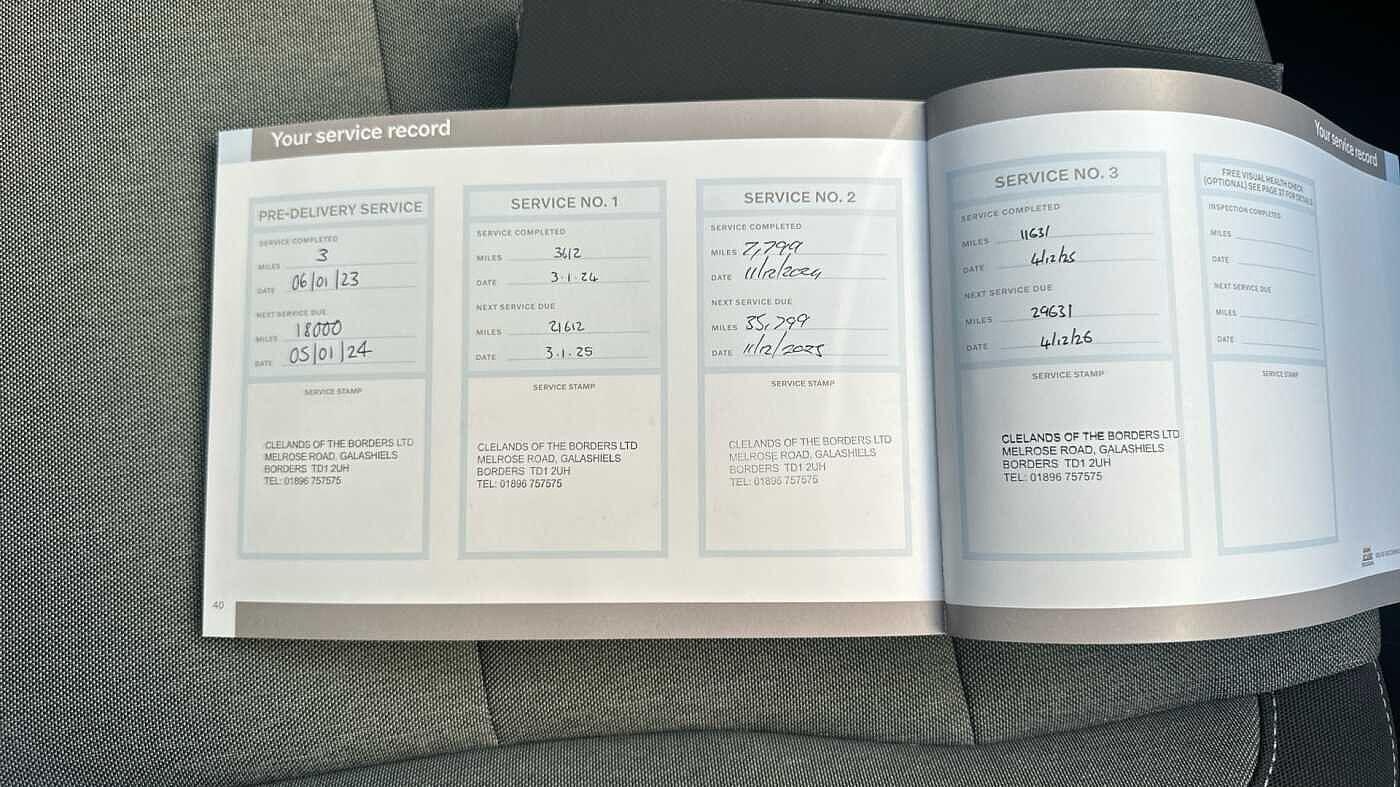 Your service record
PRE-DELIVERY SERVICE
SERVICE COMPLETED
MILES 3
DATE 06/01/23
NEXT SERVICE DUE
MILES 18000
DATE 05/01/24
SERVICE STAMP
CLELANDS OF THE BORDERS LTD
MELROSE ROAD, GALASHIELS
BORDERS TD1 2UH
TEL: 01896 757575
SERVICE NO. 1
SERVICE COMPLETED
MILES 3612
DATE 3.1.24
NEXT SERVICE DUE
MILES 21612
DATE 3.1.25
SERVICE STAMP
CLELANDS OF THE BORDERS LTD
MELROSE ROAD, GALASHIELS
BORDERS TD1 2UH
TEL: 01896 757575
SERVICE NO. 2
SERVICE COMPLETED
MILES 7,799
DATE 11/12/2024
NEXT SERVICE DUE
MILES
DATE 11/12/2025
SERVICE STAMP
CLELANDS OF THE BORDERS LTD
MELROSE ROAD, GALASHIELS
BORDERS TD1 2UH
TEL: 01896 757575
40
Your service record
SERVICE NO. 3
SERVICE COMPLETED
MILES 11631
DATE 4/12/25
NEXT SERVICE DUE
MILES 29631
DATE 4/12/26
SERVICE STAMP
CLELANDS OF THE BORDERS LTD
MELROSE ROAD, GALASHIELS
BORDERS TD1 2UH
TEL: 01896 757575
FREE VISUAL HEALTH CHECK
(OPTIONAL) SEE PAGE 37 FOR DETAILS
INSPECTION COMPLETED
MILES
DATE
NEXT SERVICE DUE
MILES
DATE
SERVICE STAMP